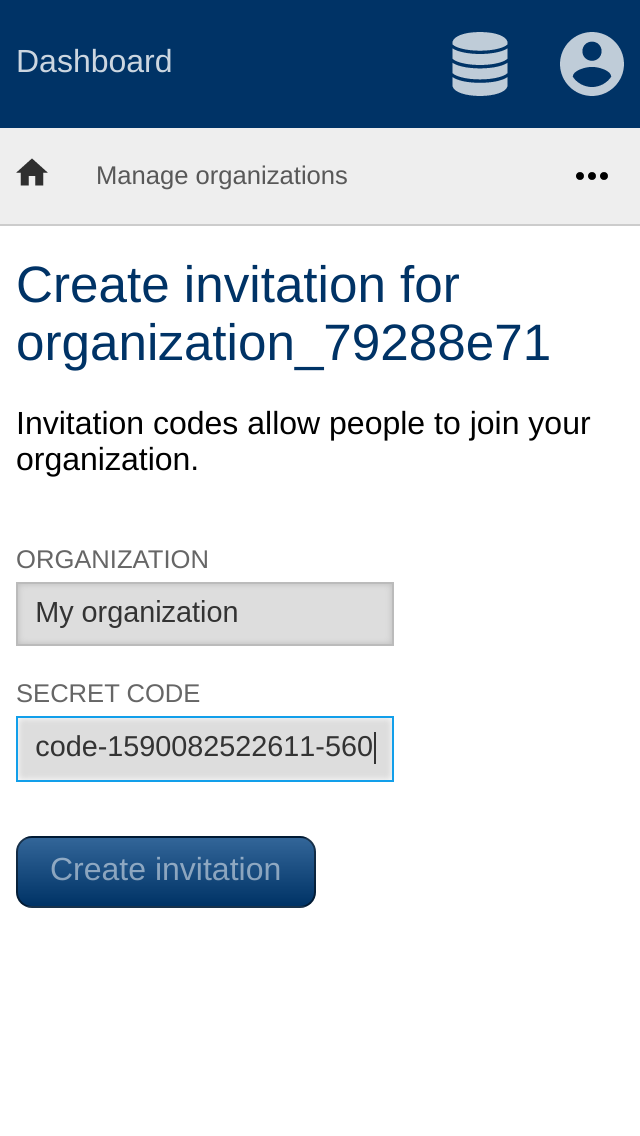 Dashboard
Manage organizations
Create invitation for
organization_79288e71
Invitation codes allow people to join your
organization.
ORGANIZATION
My organization
SECRET CODE
code-1590082522611-560
Create invitation